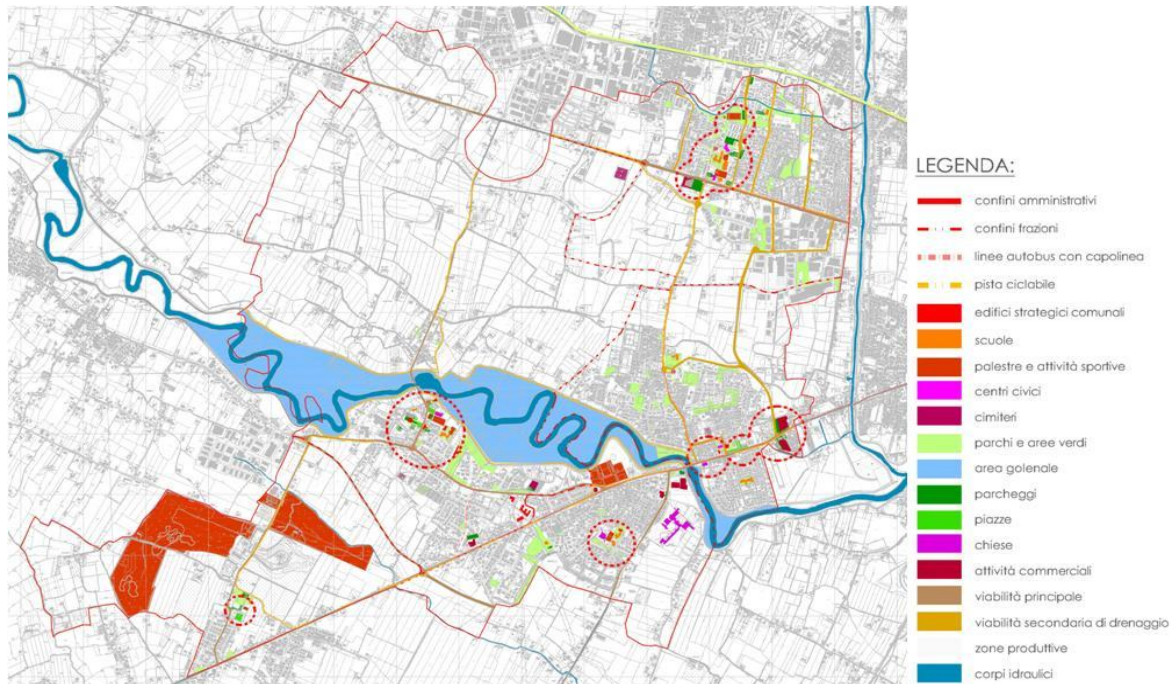 LEGENDA:
confini amministrativi
confini frazioni
linee autobus con capolinea
pista ciclabile
edifici strategici comunali
scuole
palestre e attività sportive
centri civici
cimiteri
parchi e aree verdi
area golenale
parcheggi
piazze
chiese
attività commerciali
viabilità principale
viabilità secondaria di drenaggio
zone produttive
corpi idraulici